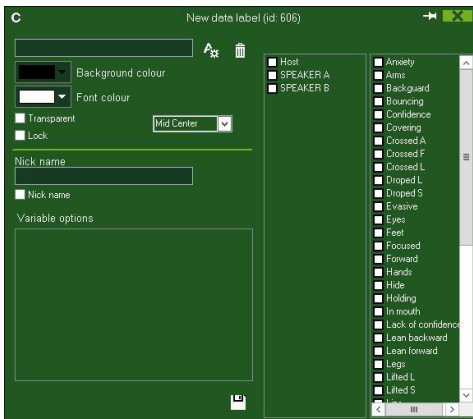 C
New data label (id: 606)
X
Background colour
Font colour
Transparent
Lock
Mid Center
Nick name
Nick name
Variable options
Host
SPEAKER A
SPEAKER B
Anxiety
Arms
Backguard
Bouncing
Confidence
Covering
Crossed A
Crossed F
Crossed L
Droped L
Droped S
Evasive
Eyes
Feet
Focused
Forward
Hands
Hide
Holding
In mouth
Lack of confidence
Lean backward
Lean forward
Legs
Lifted L
Lifted S